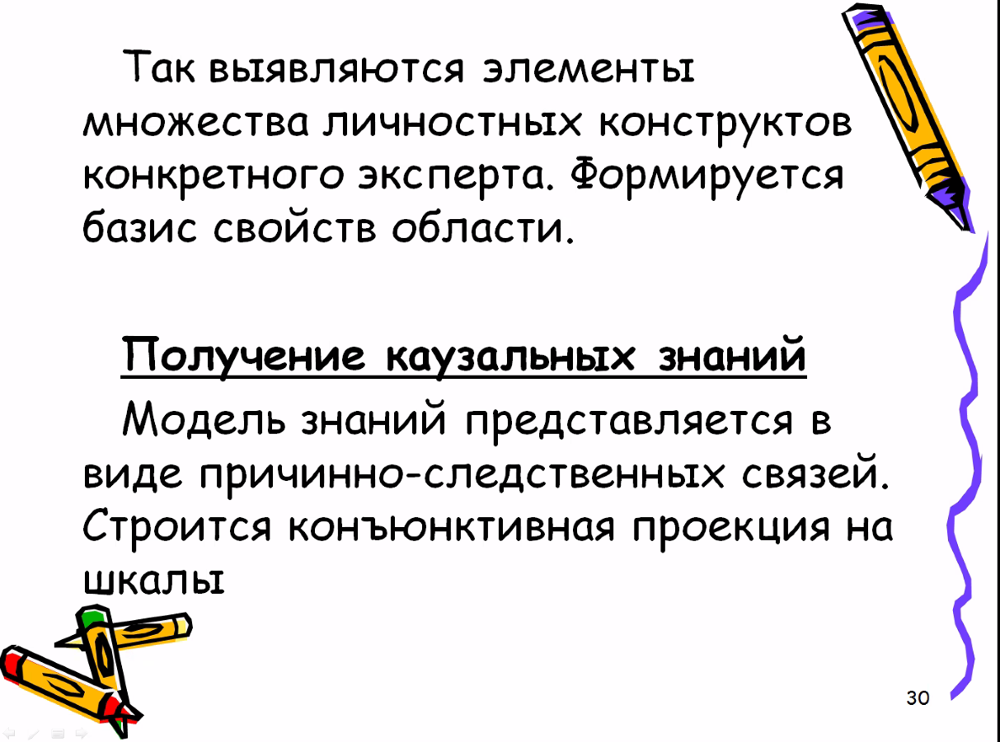 Так выявляются элементы
множества личностных конструктов
конкретного эксперта. Формируется
базис свойств области.
Получение каузальных знаний
Модель знаний представляется в
виде причинно-следственных связей.
Строится конъюнктивная проекция на
шкалы
30